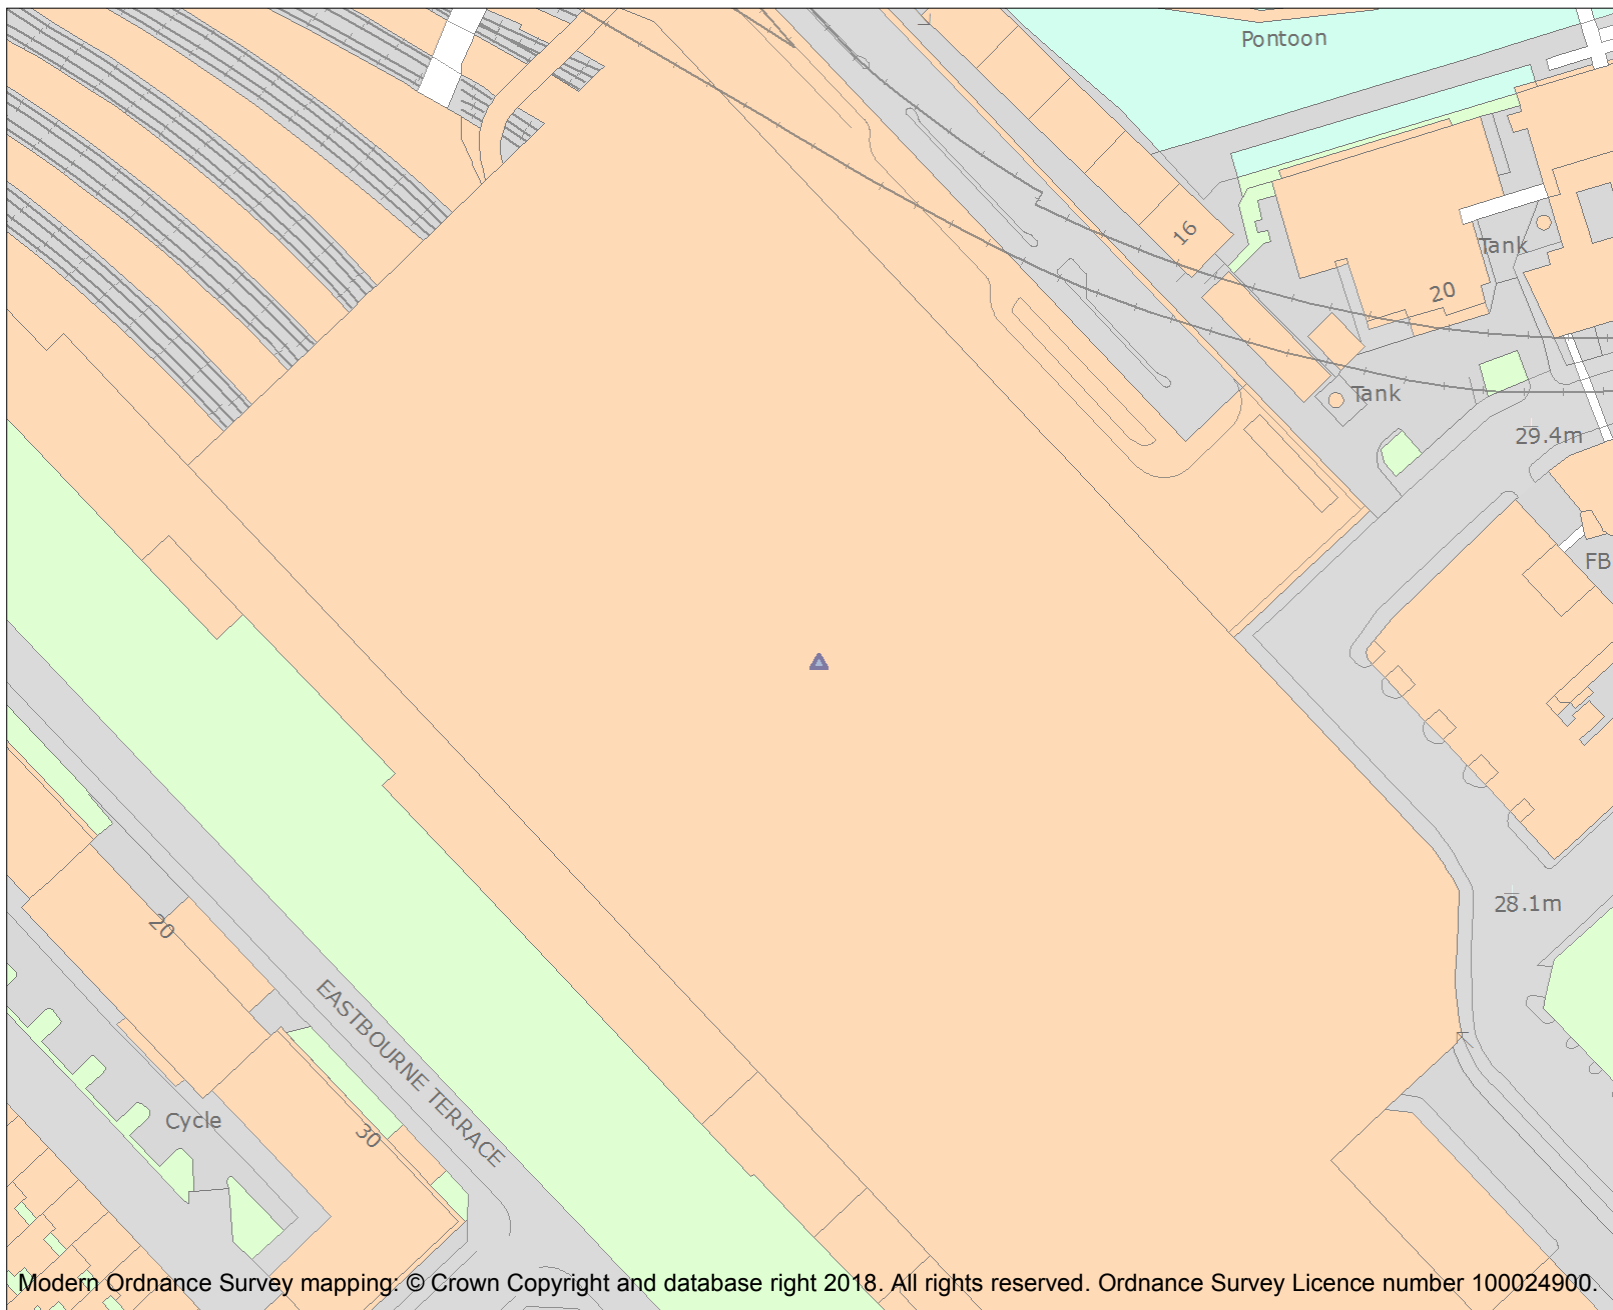 Pontoon
16
Tank
20
Tank
29.4m
FB
28.1m
20
EASTBOURNE TERRACE
Cycle
30
Modern Ordnance Survey mapping: © Crown Copyright and database right 2018. All rights reserved. Ordnance Survey Licence number 100024900.